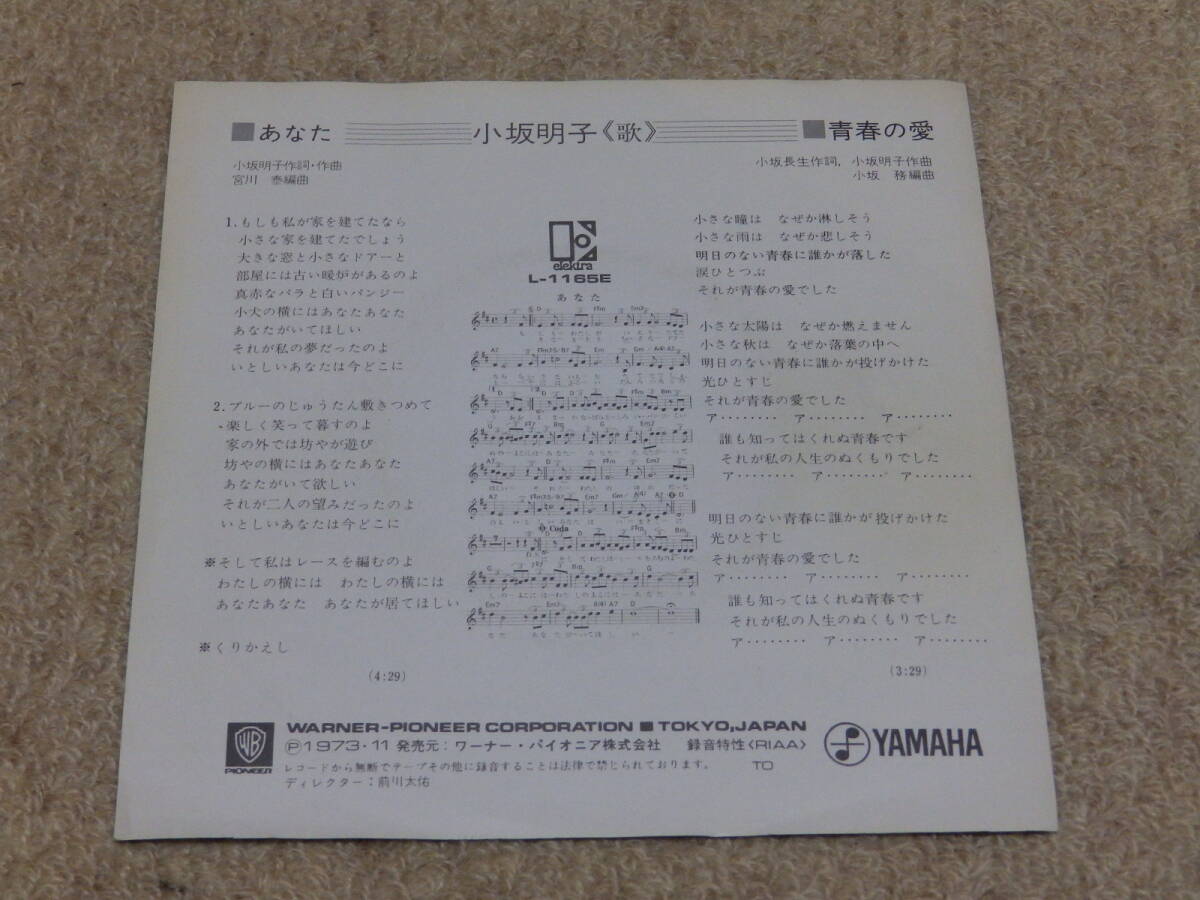 ■あなた 小坂明子《歌》 ■青春の愛
小坂明子作詞・作曲
宮川 泰編曲
小坂長生作詞, 小坂明子作曲
小坂 務編曲
1.もしも私が家を建てたなら
小さな家を建てたでしょう
大きな窓と小さなドアーと
部屋には古い暖炉があるのよ
真赤なバラと白いパンジー
小犬の横にはあなたあなた
あなたがいてほしい
それが私の夢だったのよ
いとしいあなたは今どこに
2.ブルーのじゅうたん敷きつめて
楽しく笑って暮すのよ
家の外では坊やが遊び
坊やの横にはあなたあなた
あなたがいて欲しい
それが二人の望みだったのよ
いとしいあなたは今どこに
※そして私はレースを編むのよ
わたしの横には わたしの横には
あなたあなた あなたが居てほしい
※くりかえし
(4:29)
elektra
L-1165E
あなた
Coda
小さな瞳は なぜか淋しそう
小さな雨は なぜか悲しそう
明日のない青春に誰かが落した
涙ひとつぶ
それが青春の愛でした
小さな太陽は なぜか燃えません
小さな秋は なぜか落葉の中へ
明日のない青春に誰かが投げかけた
光ひとすじ
それが青春の愛でした
ア‥‥‥‥ ア‥‥‥‥ ア‥‥‥‥
誰も知ってはくれぬ青春です
それが私の人生のぬくもりでした
ア‥‥‥‥ ア‥‥‥‥ ア‥‥‥‥
明日のない青春に誰かが投げかけた
光ひとすじ
それが青春の愛でした
ア‥‥‥‥ ア‥‥‥‥ ア‥‥‥‥
誰も知ってはくれぬ青春です
それが私の人生のぬくもりでした
ア‥‥‥‥ ア‥‥‥‥ ア‥‥‥‥
(3:29)
WB
PIONEER
WARNER-PIONEER CORPORATION ■ TOKYO,JAPAN
Ⓟ1973・11 発売元:ワーナー・パイオニア株式会社 録音特性〈RIAA〉
レコードから無断でテープその他に録音することは法律で禁じられております。 TO
ディレクター:前川太佑
YAMAHA